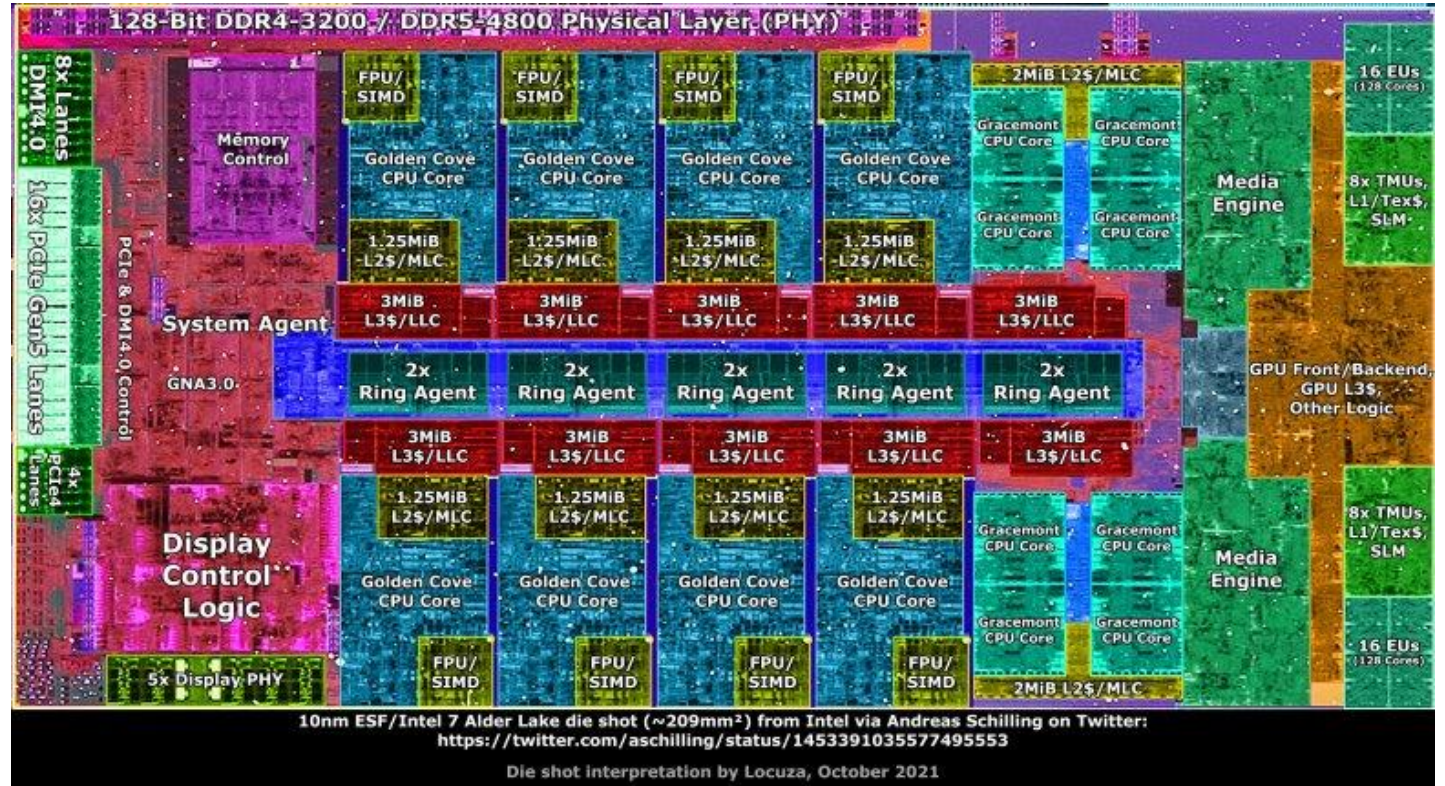 128-Bit DDR4-3200 / DDR5-4800 Physical Layer (PHY)
8x Lanes
DMI4.0
16x PCIe Gen5 Lanes
4x
PCIe4
Lanes
PCIe & DMI4.0 Control
Memory
Control
System Agent
GNA3.0
Display
Control
Logic
5x Display PHY
FPU/
SIMD
FPU/
SIMD
FPU/
SIMD
FPU/
SIMD
Golden Cove
CPU Core
Golden Cove
CPU Core
Golden Cove
CPU Core
Golden Cove
CPU Core
1.25MiB
L2$/MLC
1.25MiB
L2$/MLC
1.25MiB
L2$/MLC
1.25MiB
L2$/MLC
3MiB
L3$/LLC
3MiB
L3$/LLC
3MiB
L3$/LLC
3MiB
L3$/LLC
3MiB
L3$/LLC
2x
Ring Agent
2x
Ring Agent
2x
Ring Agent
2x
Ring Agent
2x
Ring Agent
3MiB
L3$/LLC
3MiB
L3$/LLC
3MiB
L3$/LLC
3MiB
L3$/LLC
3MiB
L3$/LLC
1.25MiB
L2$/MLC
1.25MiB
L2$/MLC
1.25MiB
L2$/MLC
1.25MiB
L2$/MLC
Golden Cove
CPU Core
Golden Cove
CPU Core
Golden Cove
CPU Core
Golden Cove
CPU Core
FPU/
SIMD
FPU/
SIMD
FPU/
SIMD
FPU/
SIMD
2MiB L2$/MLC
Gracemont
CPU Core
Gracemont
CPU Core
Gracemont
CPU Core
Gracemont
CPU Core
Gracemont
CPU Core
Gracemont
CPU Core
Gracemont
CPU Core
Gracemont
CPU Core
2MiB L2$/MLC
Media
Engine
Media
Engine
16 EUs
(128 Cores)
8x TMUs,
L1/Tex$,
SLM
GPU Front/Backend,
GPU L3$,
Other Logic
8x TMUs,
L1/Tex$,
SLM
16 EUs
(128 Cores)
10nm ESF/Intel 7 Alder Lake die shot (~209mm²) from Intel via Andreas Schilling on Twitter:
https://twitter.com/aschilling/status/1453391035577495553
Die shot interpretation by Locuza, October 2021